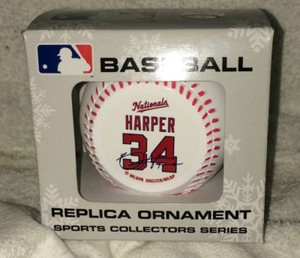 BASEBALL
Nationals
HARPER
34
REPLICA ORNAMENT
SPORTS COLLECTORS SERIES